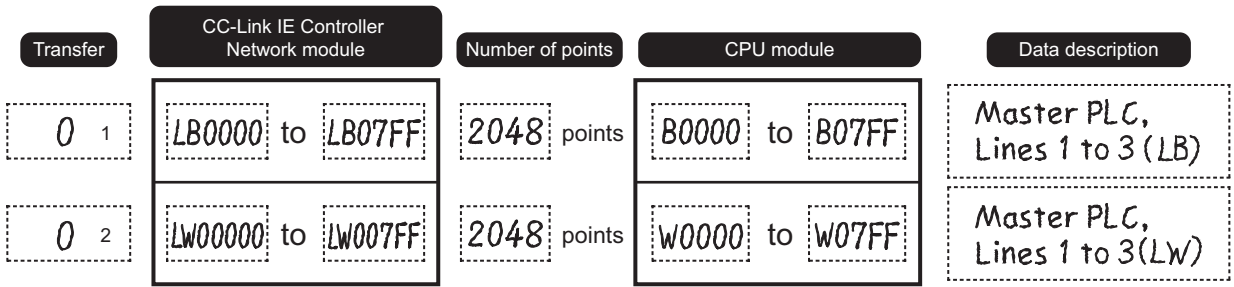 Transfer
CC-Link IE Controller
Network module
Number of points
CPU module
Data description
0 1 LB0000 to LB07FF 2048 points B0000 to B07FF
Master PLC,
Lines 1 to 3 (LB)
0 2 LW00000 to LW007FF 2048 points W0000 to W07FF
Master PLC,
Lines 1 to 3(LW)